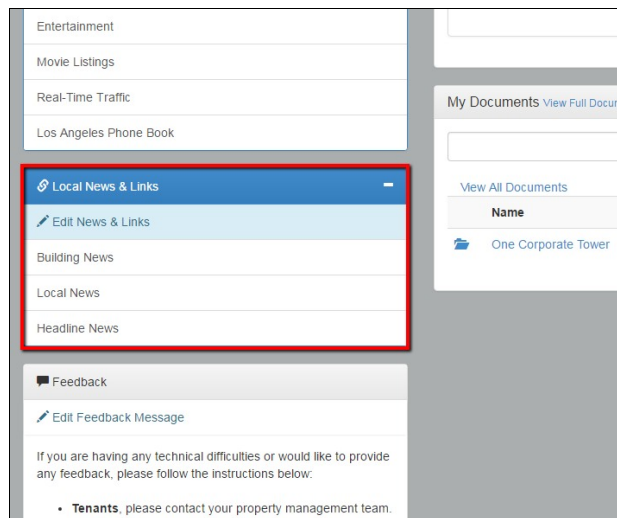 Entertainment
Movie Listings
Real-Time Traffic
Los Angeles Phone Book
Local News & Links
Edit News & Links
Building News
Local News
Headline News
Feedback
Edit Feedback Message
If you are having any technical difficulties or would like to provide
any feedback, please follow the instructions below:
Tenants, please contact your property management team.
My Documents View Full Docu
View All Documents
Name
One Corporate Tower